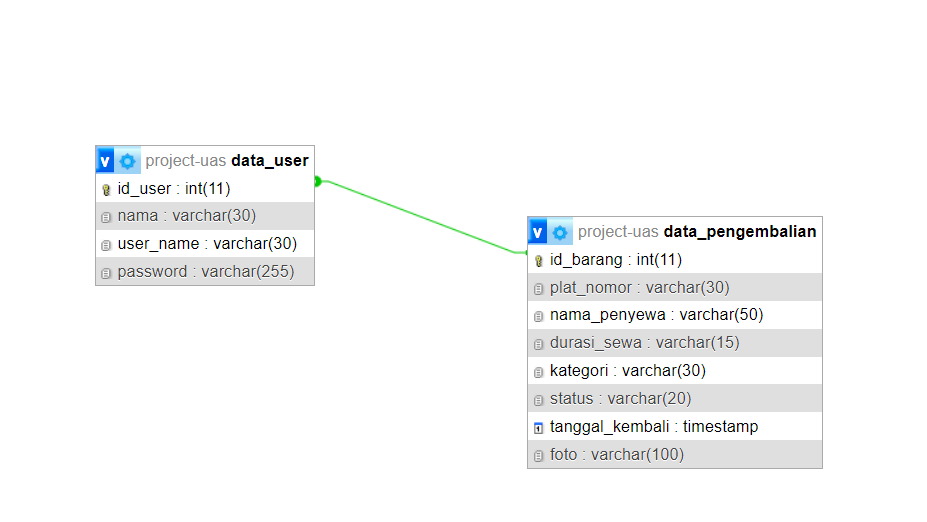 v project-uas data_user
id_user : int(11)
nama : varchar(30)
user_name : varchar(30)
password : varchar(255)
v project-uas data_pengembalian
id_barang : int(11)
plat_nomor : varchar(30)
nama_penyewa : varchar(50)
durasi_sewa : varchar(15)
kategori : varchar(30)
status : varchar(20)
tanggal_kembali : timestamp
foto : varchar(100)